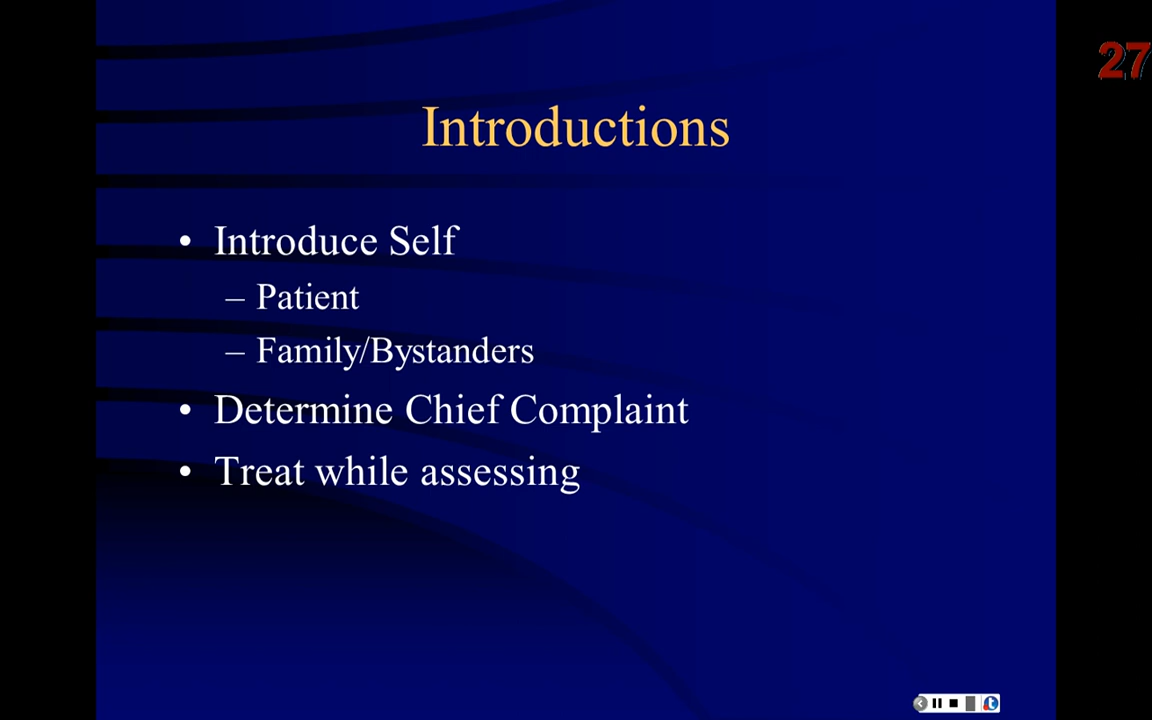 27
Introductions
• Introduce Self
– Patient
– Family/Bystanders
• Determine Chief Complaint
• Treat while assessing